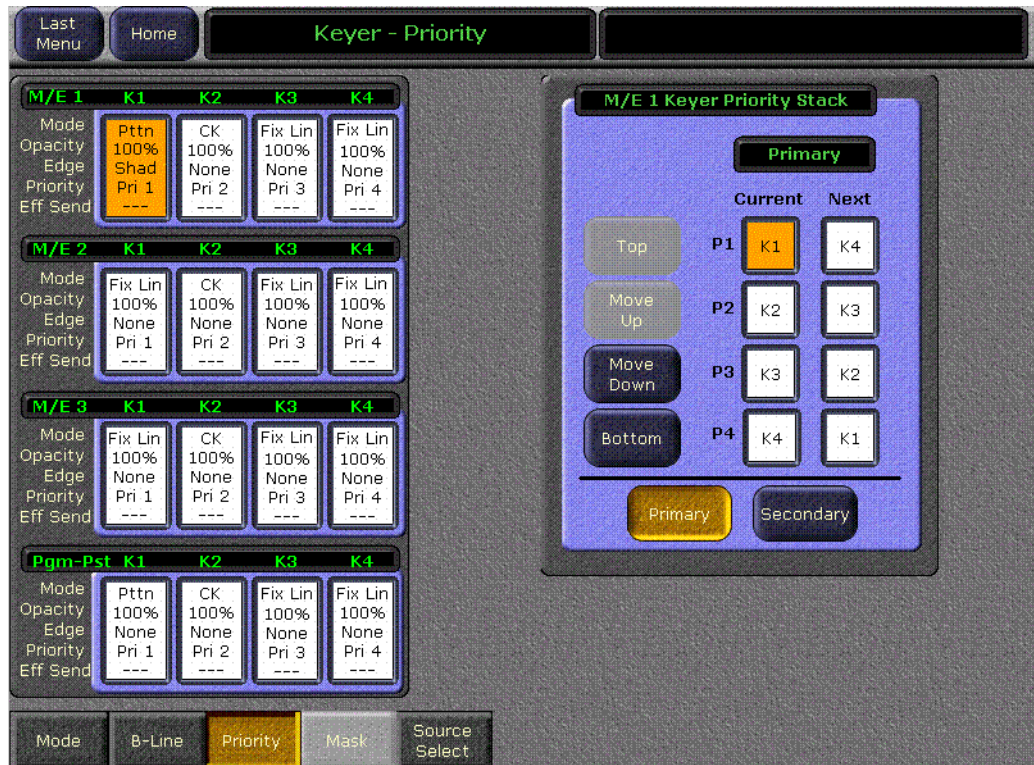 Last Menu Home Keyer - Priority
M/E 1 K1 K2 K3 K4
Mode Pttn CK Fix Lin Fix Lin
Opacity 100% 100% 100% 100%
Edge Shad None None None
Priority Pri 1 Pri 2 Pri 3 Pri 4
Eff Send --- --- --- ---
M/E 2 K1 K2 K3 K4
Mode Fix Lin CK Fix Lin Fix Lin
Opacity 100% 100% 100% 100%
Edge None None None None
Priority Pri 1 Pri 2 Pri 3 Pri 4
Eff Send --- --- --- ---
M/E 3 K1 K2 K3 K4
Mode Fix Lin CK Fix Lin Fix Lin
Opacity 100% 100% 100% 100%
Edge None None None None
Priority Pri 1 Pri 2 Pri 3 Pri 4
Eff Send --- --- --- ---
Pgm-Pst K1 K2 K3 K4
Mode Pttn CK Fix Lin Fix Lin
Opacity 100% 100% 100% 100%
Edge None None None None
Priority Pri 1 Pri 2 Pri 3 Pri 4
Eff Send --- --- --- ---
M/E 1 Keyer Priority Stack
Primary
Current Next
Top P1 K1 K4
Move Up P2 K2 K3
Move Down P3 K3 K2
Bottom P4 K4 K1
Primary Secondary
Mode B-Line Priority Mask Source Select